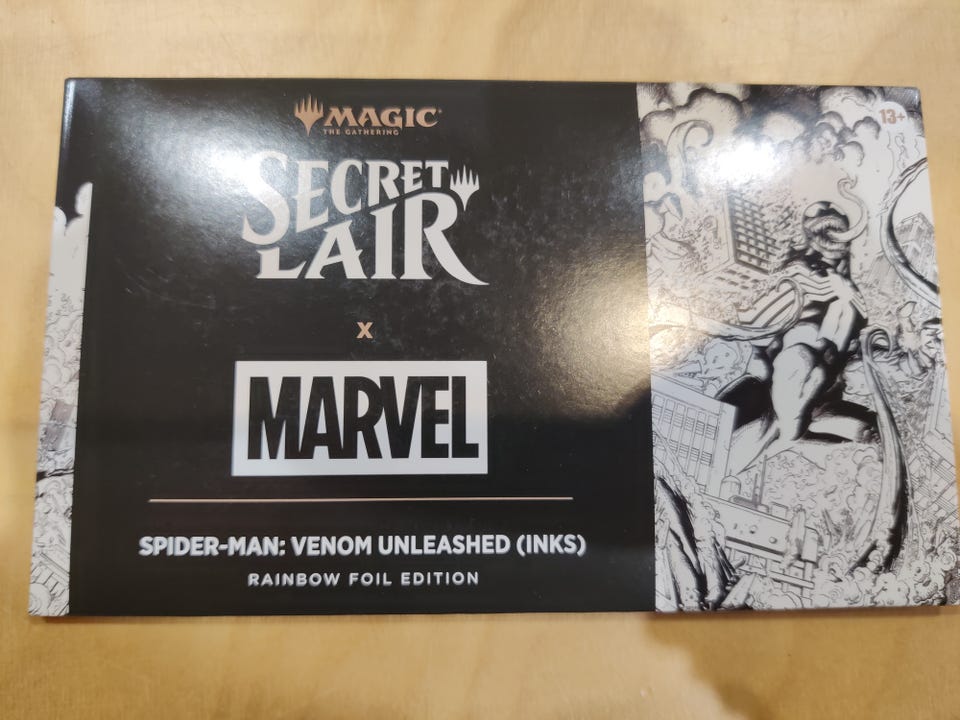 MAGIC
THE GATHERING
SECRET
LAIR
X
MARVEL
SPIDER-MAN: VENOM UNLEASHED (INKS)
RAINBOW FOIL EDITION
13+